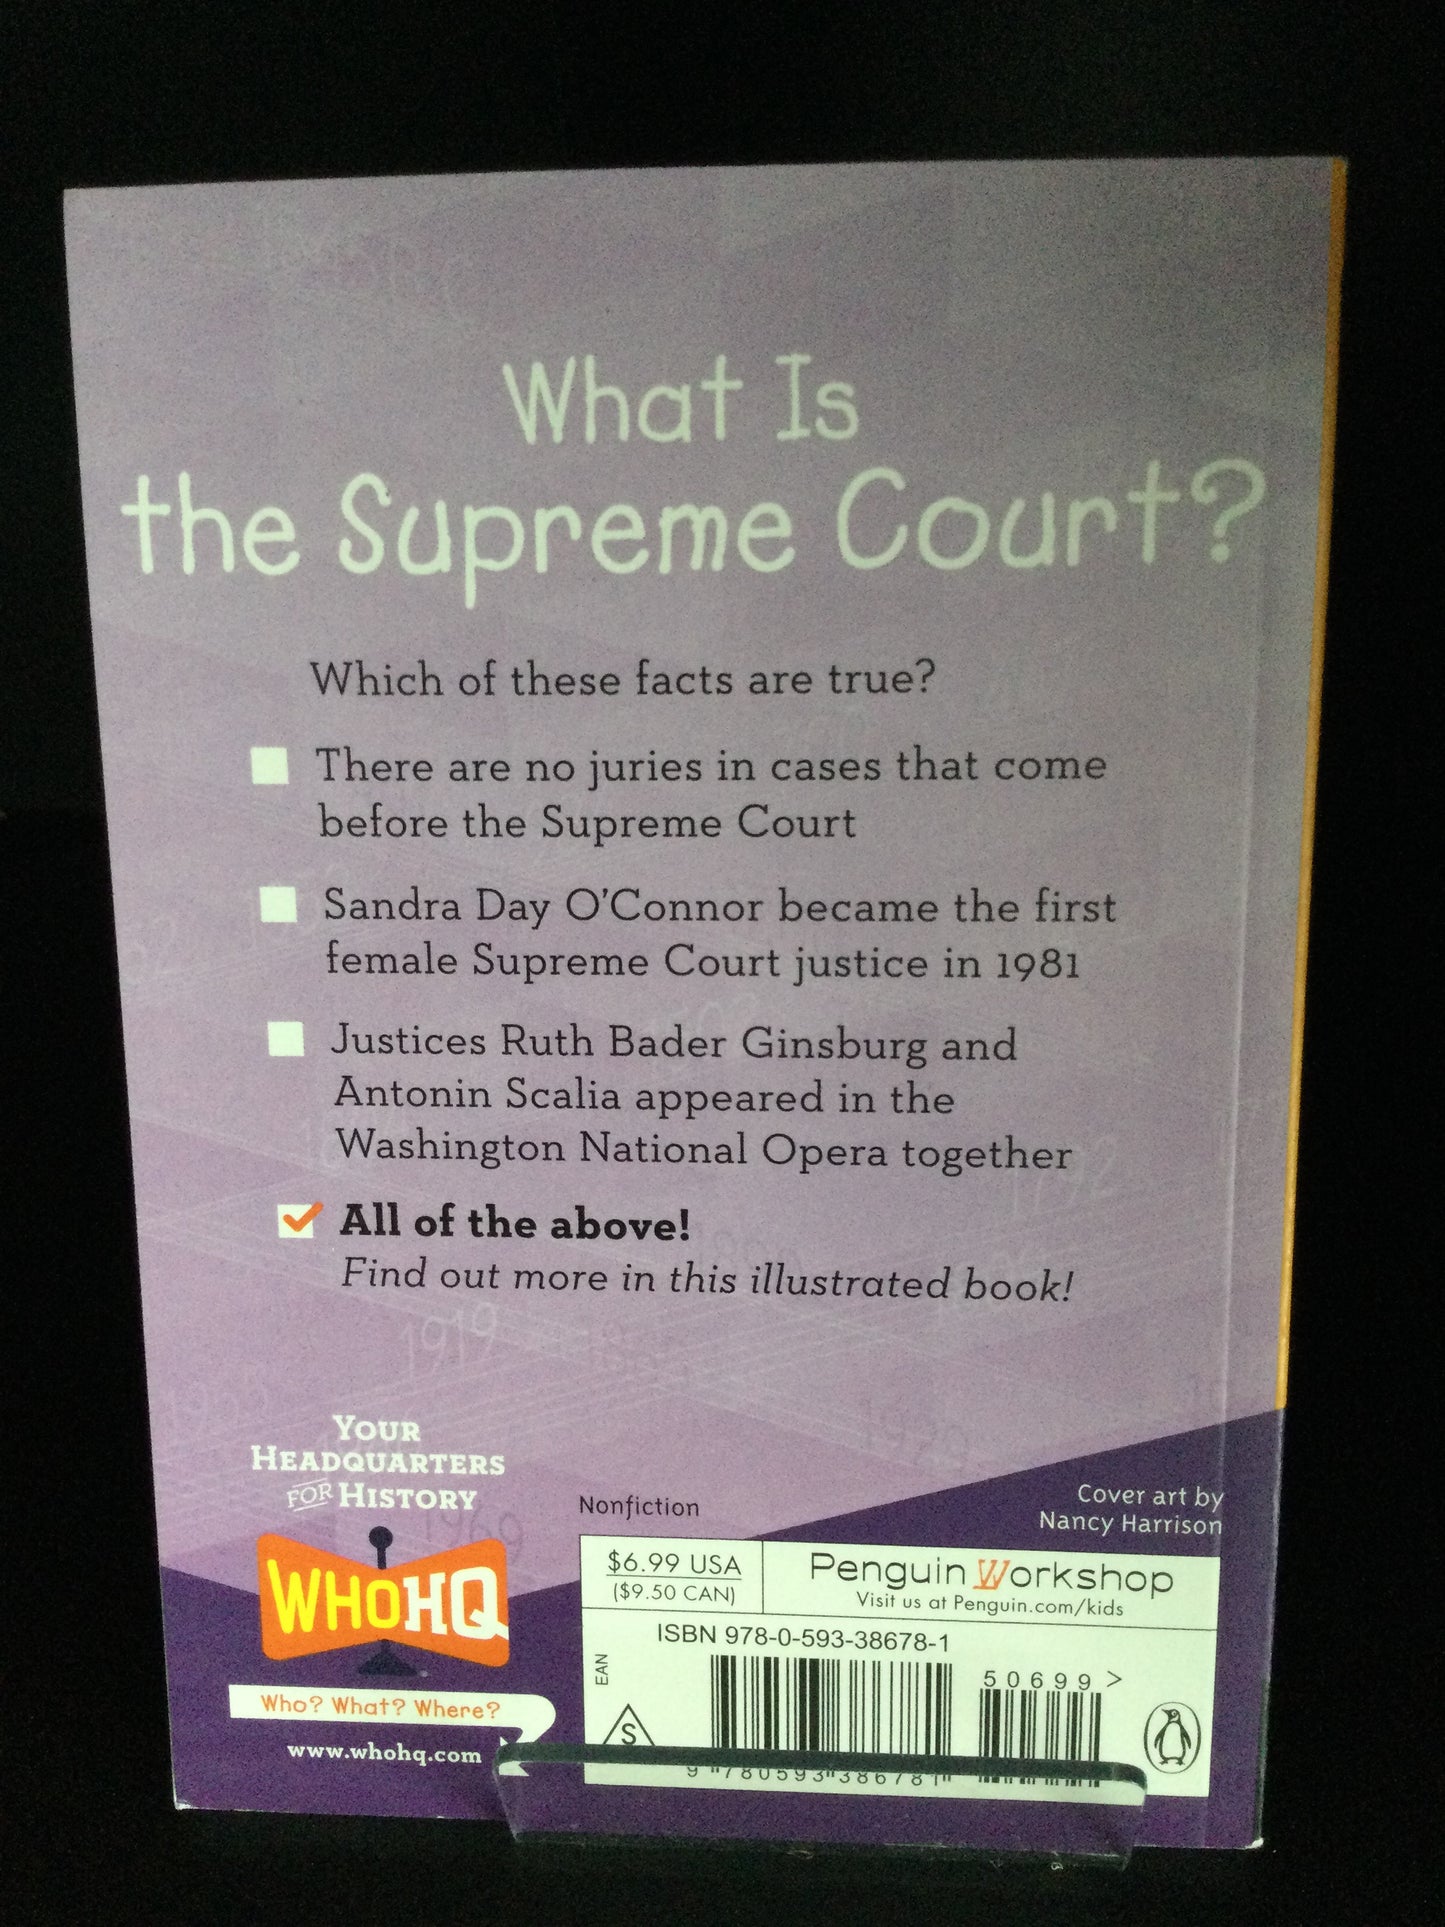 What Is
the Supreme Court?
Which of these facts are true?
There are no juries in cases that come
before the Supreme Court
Sandra Day O'Connor became the first
female Supreme Court justice in 1981
Justices Ruth Bader Ginsburg and
Antonin Scalia appeared in the
Washington National Opera together
All of the above!
Find out more in this illustrated book!
1919
1920
1969
YOUR
HEADQUARTERS
FOR HISTORY
WHOHQ
Who? What? Where?
www.whohq.com
Nonfiction
Cover art by
Nancy Harrison
$6.99 USA
($9.50 CAN)
Penguin Workshop
Visit us at Penguin.com/kids
ISBN 978-0-593-38678-1
EAN
50699 >
S
9 780593 386781